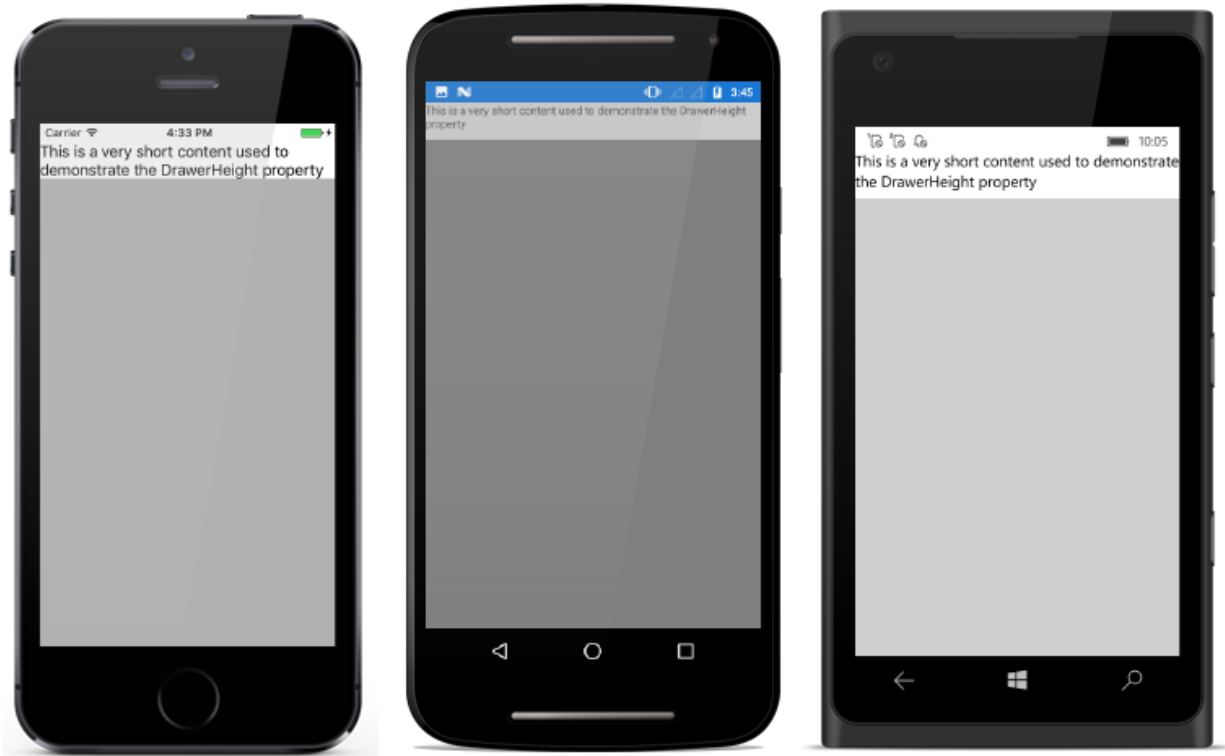 Carrier 4:33 PM
This is a very short content used to
demonstrate the DrawerHeight property
3:45
This is a very short content used to demonstrate the DrawerHeight
property
10:05
This is a very short content used to demonstrate
the DrawerHeight property